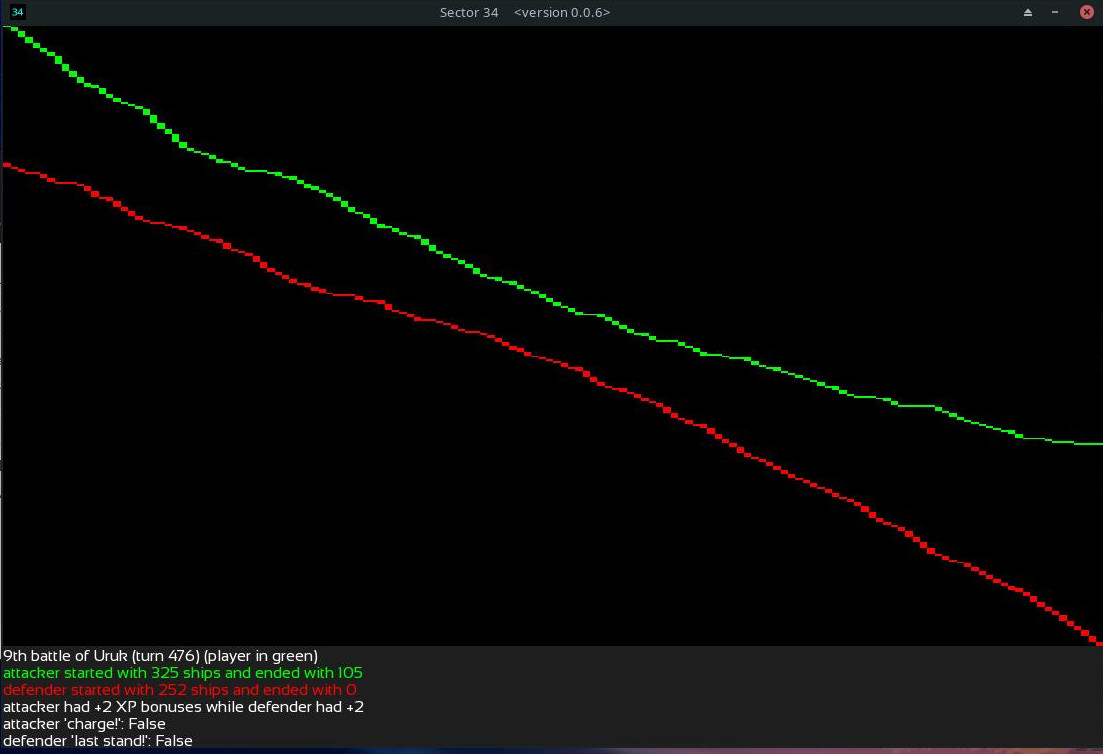 34
Sector 34 <version 0.0.6>
9th battle of Uruk (turn 476) (player in green)
attacker started with 325 ships and ended with 105
defender started with 252 ships and ended with 0
attacker had +2 XP bonuses while defender had +2
attacker 'charge!': False
defender 'last stand!': False